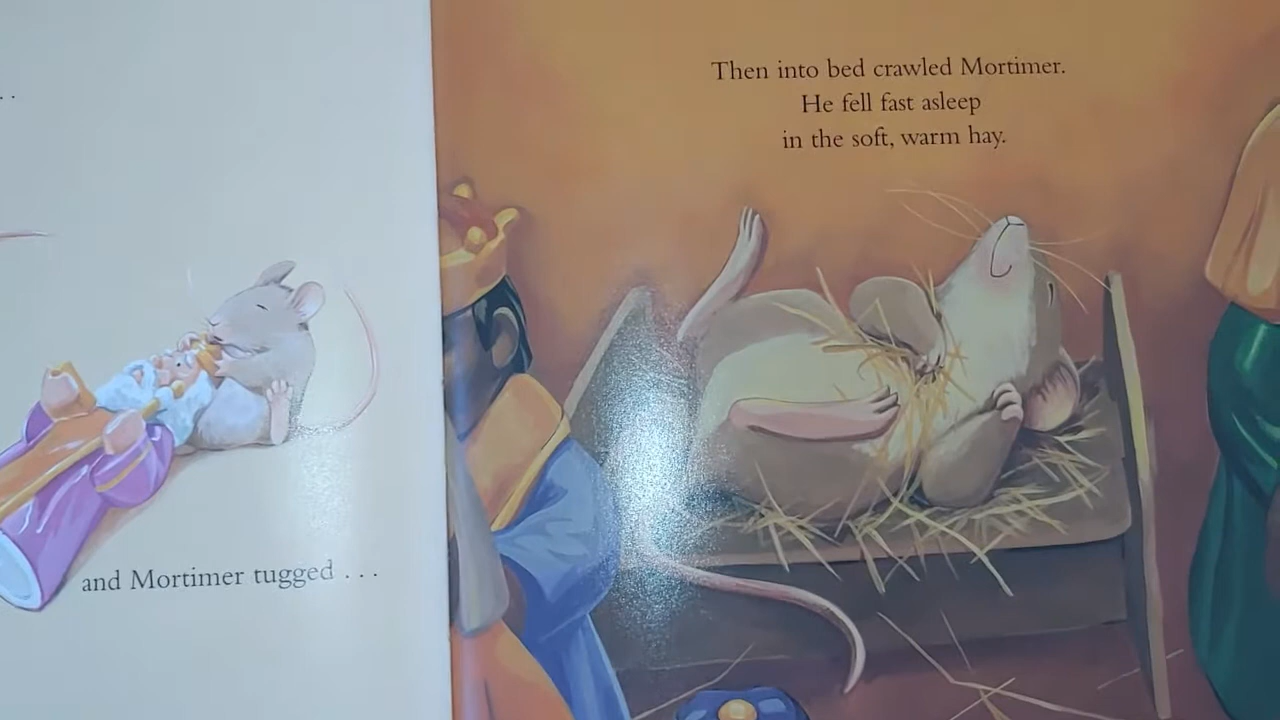 . .
and Mortimer tugged . . .
Then into bed crawled Mortimer.
He fell fast asleep
in the soft, warm hay.